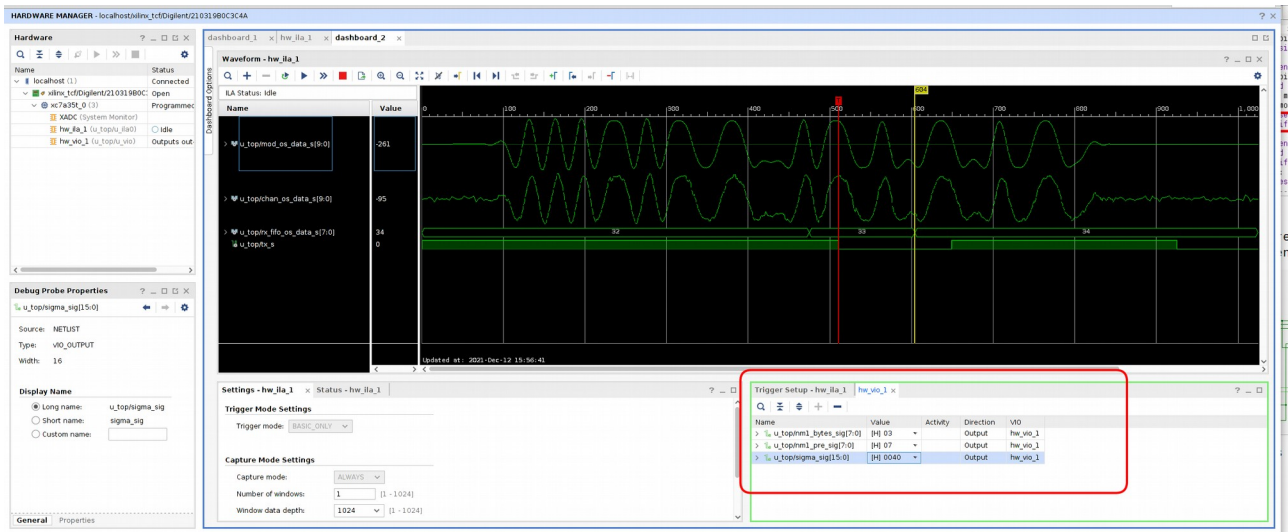 HARDWARE MANAGER - localhost/xilinx_tcf/Digilent/210319B0C3C4A
Hardware
Name Status
localhost (1) Connected
xilinx_tcf/Digilent/210319B0C: Open
xc7a35t_0 (3) Programmed
XADC (System Monitor)
hw_ila_1 (u_top/u_ila0) Idle
hw_vio_1 (u_top/u_vio) Outputs out
Debug Probe Properties
u_top/sigma_sig[15:0]
Source: NETLIST
Type: VIO_OUTPUT
Width: 16
Display Name
Long name: u_top/sigma_sig
Short name: sigma_sig
Custom name:
General Properties
dashboard_1 hw_ila_1 dashboard_2
Dashboard Options
Waveform - hw_ila_1
ILA Status: Idle
Name Value
u_top/mod_os_data_s[9:0] -261
u_top/chan_os_data_s[9:0] -95
u_top/rx_fifo_os_data_s[7:0] 34
u_top/tx_s 0
604
0 100 200 300 400 500 600 700 800 900 1,000
32 33 34
Updated at: 2021-Dec-12 15:56:41
Settings - hw_ila_1 Status - hw_ila_1
Trigger Mode Settings
Trigger mode: BASIC_ONLY
Capture Mode Settings
Capture mode: ALWAYS
Number of windows: 1 [1 - 1024]
Window data depth: 1024 [1 - 1024]
Trigger Setup - hw_ila_1 hw_vio_1
Name Value Activity Direction VIO
u_top/nm1_bytes_sig[7:0] [H] 03 Output hw_vio_1
u_top/nm1_pre_sig[7:0] [H] 07 Output hw_vio_1
u_top/sigma_sig[15:0] [H] 0040 Output hw_vio_1